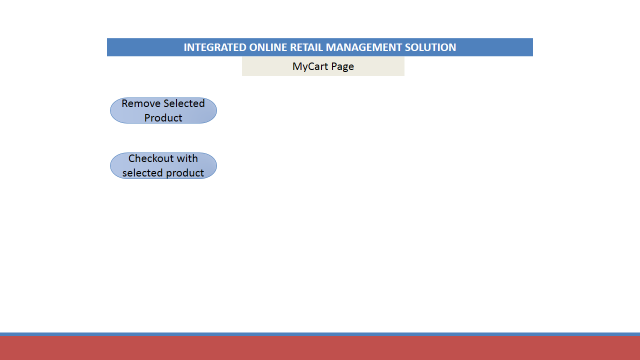 INTEGRATED ONLINE RETAIL MANAGEMENT SOLUTION
MyCart Page
Remove Selected
Product
Checkout with
selected product